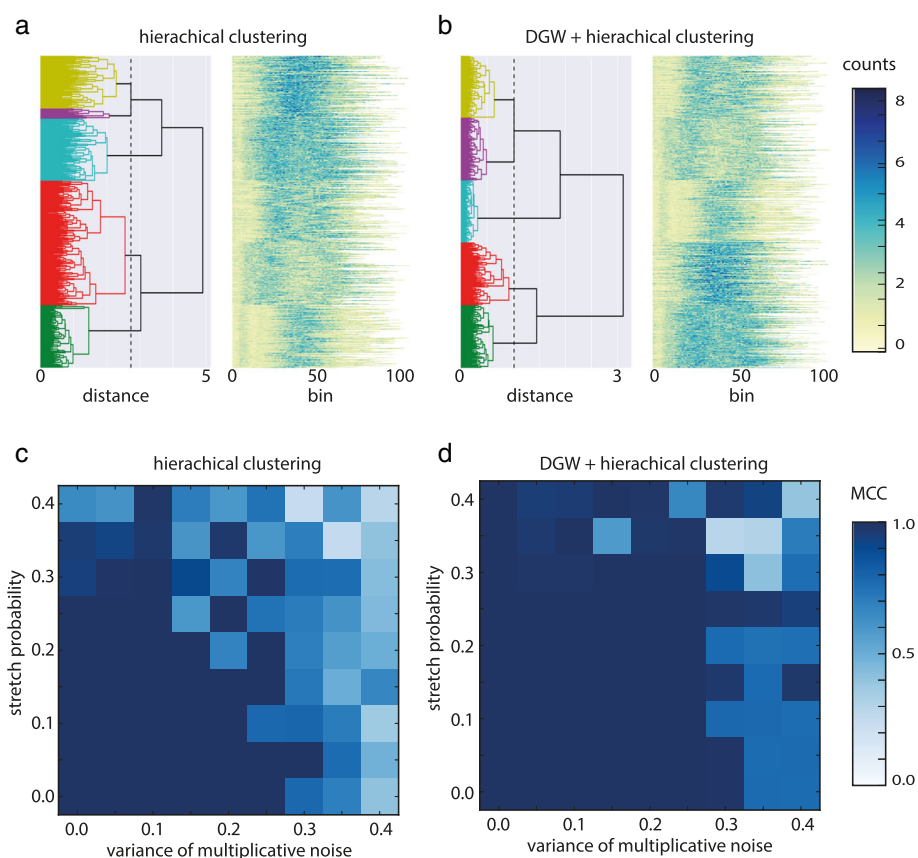 a
hierachical clustering
b
DGW + hierachical clustering
counts
8
6
4
2
0
0
5
distance
0
50
100
bin
0
3
distance
0
50
100
bin
c
hierachical clustering
0.4
0.3
0.2
0.1
0.0
stretch probability
0.0
0.1
0.2
0.3
0.4
variance of multiplicative noise
d
DGW + hierachical clustering
0.4
0.3
0.2
0.1
0.0
stretch probability
0.0
0.1
0.2
0.3
0.4
variance of multiplicative noise
MCC
1.0
0.5
0.0